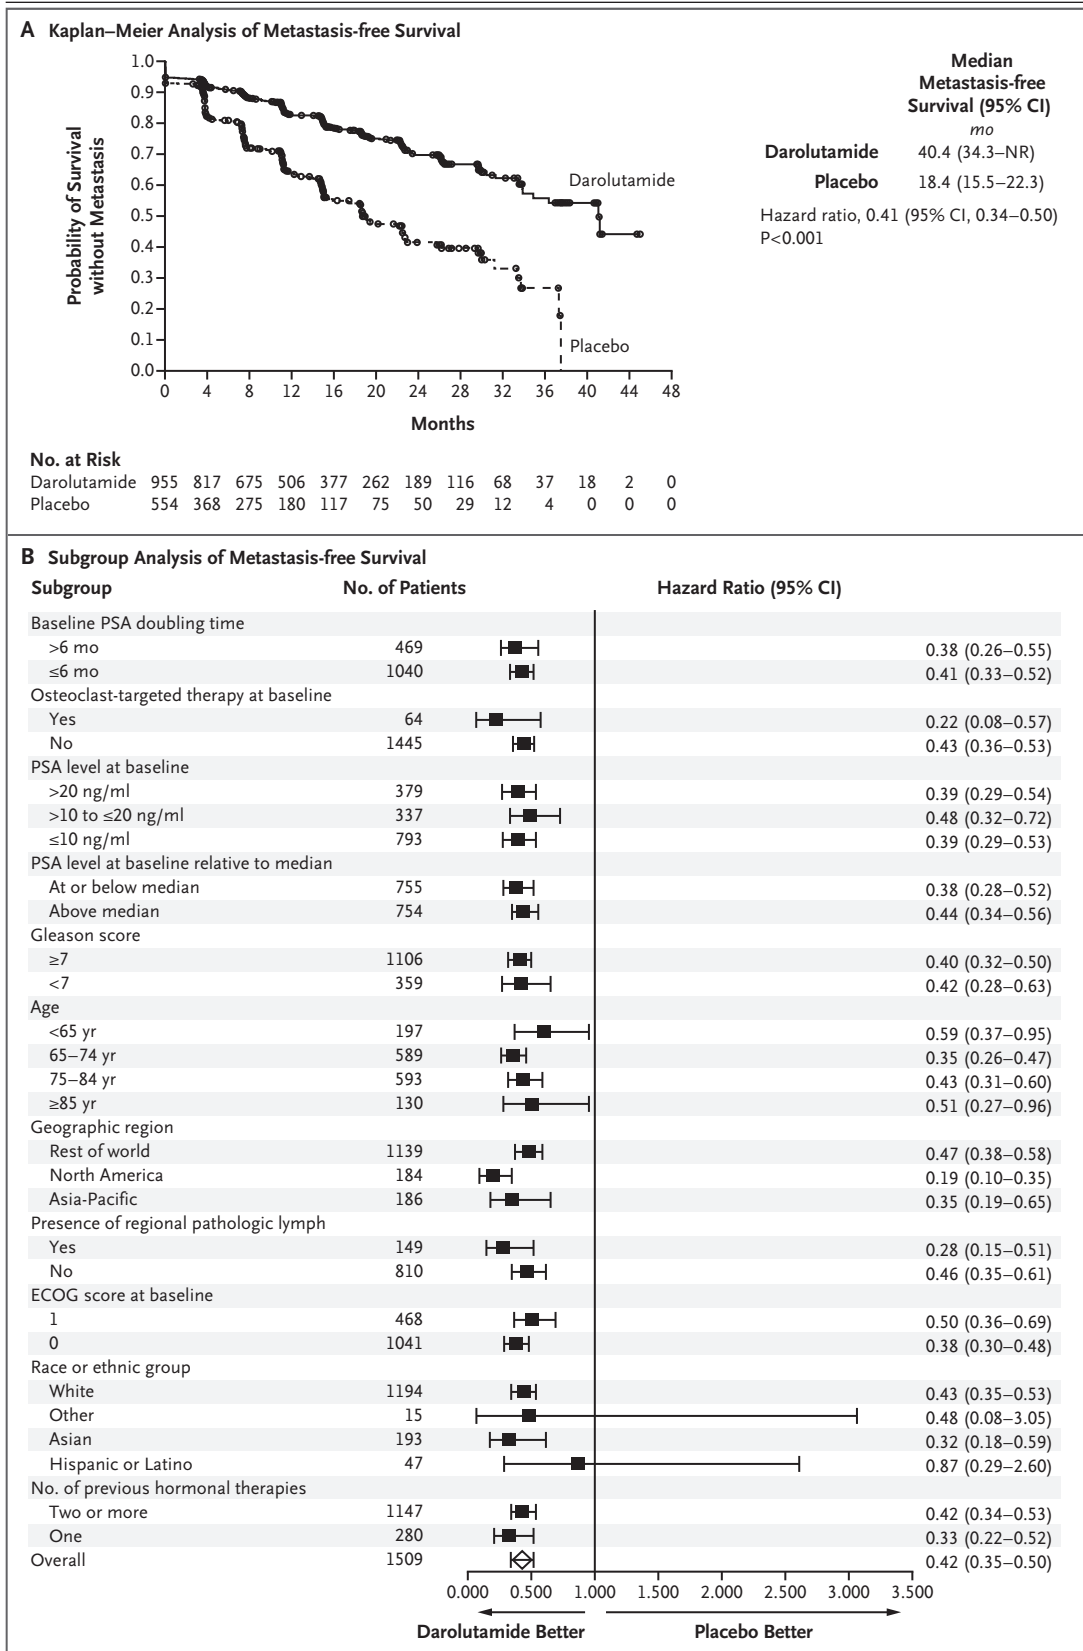 A Kaplan–Meier Analysis of Metastasis-free Survival
Probability of Survival
without Metastasis
1.0
0.9
0.8
0.7
0.6
0.5
0.4
0.3
0.2
0.1
0.0
Darolutamide
Placebo
0 4 8 12 16 20 24 28 32 36 40 44 48
Months
Median
Metastasis-free
Survival (95% CI)
mo
Darolutamide 40.4 (34.3–NR)
Placebo 18.4 (15.5–22.3)
Hazard ratio, 0.41 (95% CI, 0.34–0.50)
P<0.001
No. at Risk
Darolutamide 955 817 675 506 377 262 189 116 68 37 18 2 0
Placebo 554 368 275 180 117 75 50 29 12 4 0 0 0
B Subgroup Analysis of Metastasis-free Survival
Subgroup No. of Patients Hazard Ratio (95% CI)
Baseline PSA doubling time
>6 mo 469 0.38 (0.26–0.55)
≤6 mo 1040 0.41 (0.33–0.52)
Osteoclast-targeted therapy at baseline
Yes 64 0.22 (0.08–0.57)
No 1445 0.43 (0.36–0.53)
PSA level at baseline
>20 ng/ml 379 0.39 (0.29–0.54)
>10 to ≤20 ng/ml 337 0.48 (0.32–0.72)
≤10 ng/ml 793 0.39 (0.29–0.53)
PSA level at baseline relative to median
At or below median 755 0.38 (0.28–0.52)
Above median 754 0.44 (0.34–0.56)
Gleason score
≥7 1106 0.40 (0.32–0.50)
<7 359 0.42 (0.28–0.63)
Age
<65 yr 197 0.59 (0.37–0.95)
65–74 yr 589 0.35 (0.26–0.47)
75–84 yr 593 0.43 (0.31–0.60)
≥85 yr 130 0.51 (0.27–0.96)
Geographic region
Rest of world 1139 0.47 (0.38–0.58)
North America 184 0.19 (0.10–0.35)
Asia-Pacific 186 0.35 (0.19–0.65)
Presence of regional pathologic lymph
Yes 149 0.28 (0.15–0.51)
No 810 0.46 (0.35–0.61)
ECOG score at baseline
1 468 0.50 (0.36–0.69)
0 1041 0.38 (0.30–0.48)
Race or ethnic group
White 1194 0.43 (0.35–0.53)
Other 15 0.48 (0.08–3.05)
Asian 193 0.32 (0.18–0.59)
Hispanic or Latino 47 0.87 (0.29–2.60)
No. of previous hormonal therapies
Two or more 1147 0.42 (0.34–0.53)
One 280 0.33 (0.22–0.52)
Overall 1509 0.42 (0.35–0.50)
0.000 0.500 1.000 1.500 2.000 2.500 3.000 3.500
Darolutamide Better Placebo Better